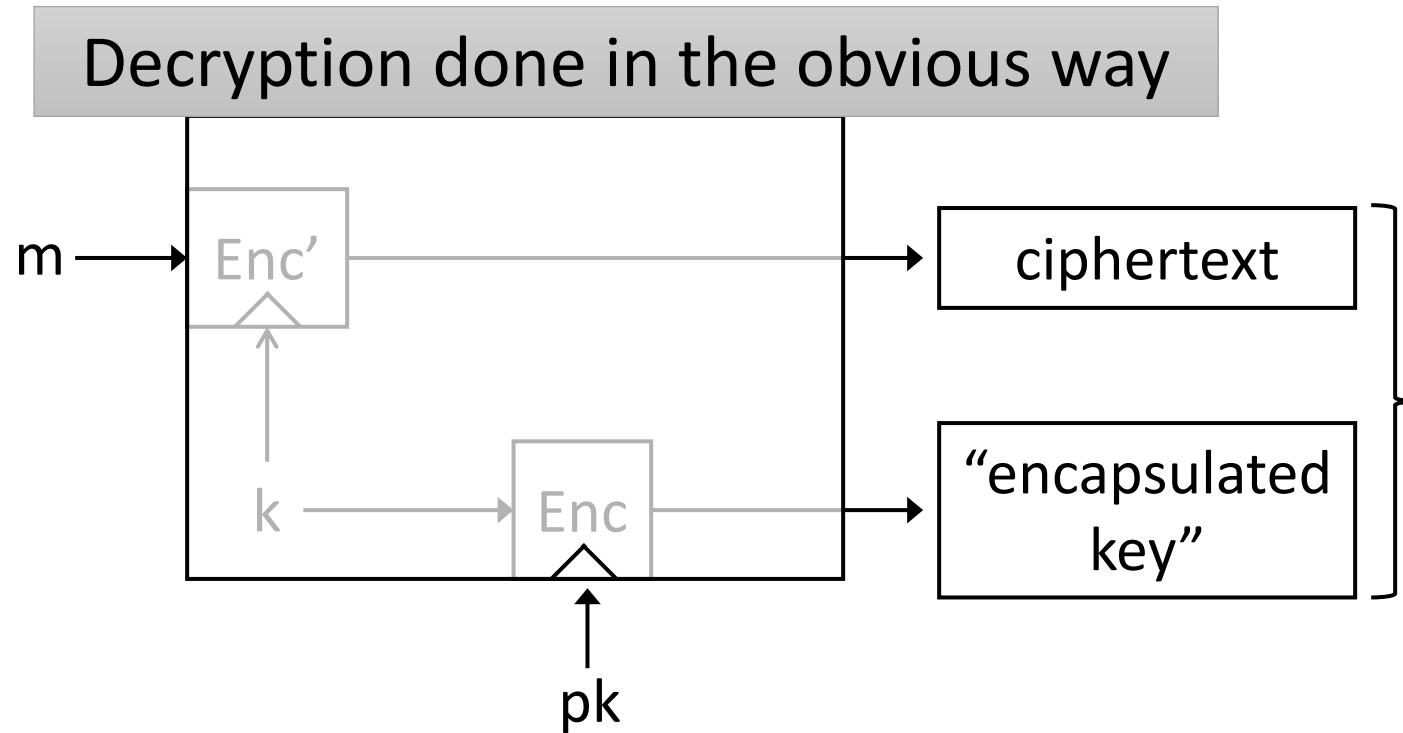 Decryption done in the obvious way
m
Enc’
ciphertext
k
Enc
“encapsulated
key”
pk